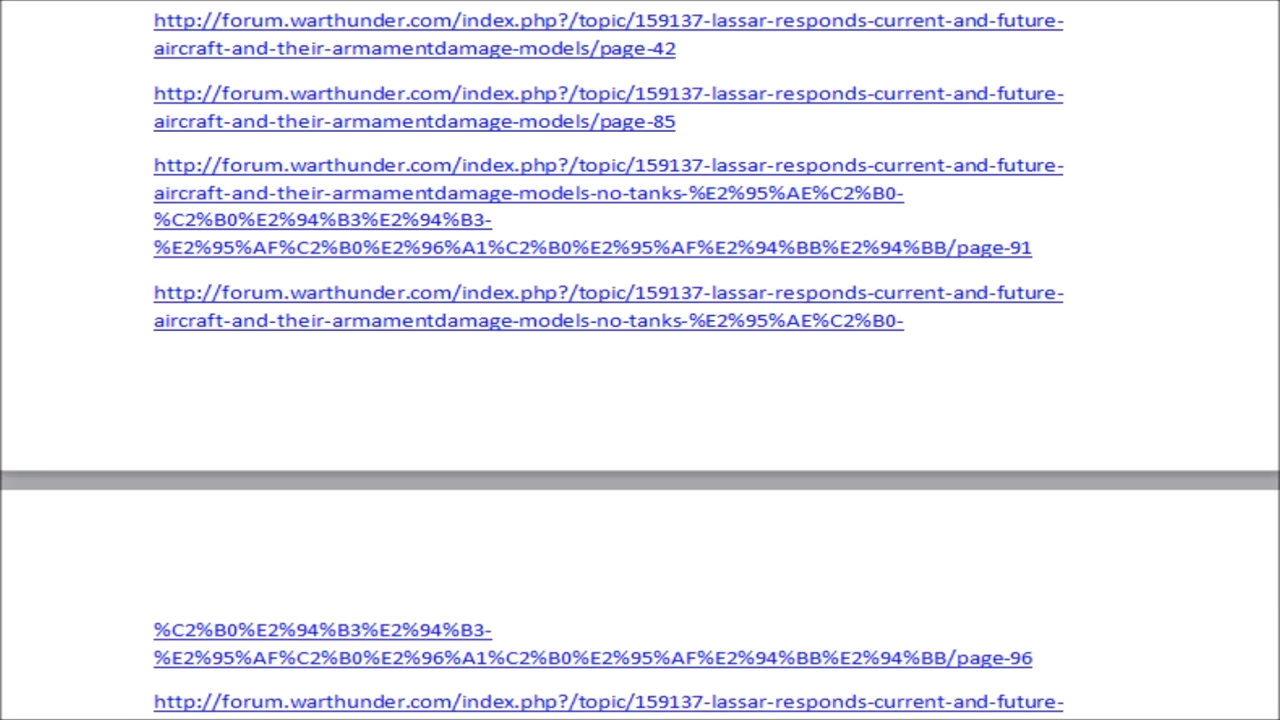 http://forum.warthunder.com/index.php?/topic/159137-lassar-responds-current-and-future-
aircraft-and-their-armamentdamage-models/page-42
http://forum.warthunder.com/index.php?/topic/159137-lassar-responds-current-and-future-
aircraft-and-their-armamentdamage-models/page-85
http://forum.warthunder.com/index.php?/topic/159137-lassar-responds-current-and-future-
aircraft-and-their-armamentdamage-models-no-tanks-%E2%95%AE%C2%B0-
%C2%B0%E2%94%B3%E2%94%B3-
%E2%95%AF%C2%B0%E2%96%A1%C2%B0%E2%95%AF%E2%94%BB%E2%94%BB/page-91
http://forum.warthunder.com/index.php?/topic/159137-lassar-responds-current-and-future-
aircraft-and-their-armamentdamage-models-no-tanks-%E2%95%AE%C2%B0-
%C2%B0%E2%94%B3%E2%94%B3-
%E2%95%AF%C2%B0%E2%96%A1%C2%B0%E2%95%AF%E2%94%BB%E2%94%BB/page-96
http://forum.warthunder.com/index.php?/topic/159137-lassar-responds-current-and-future-